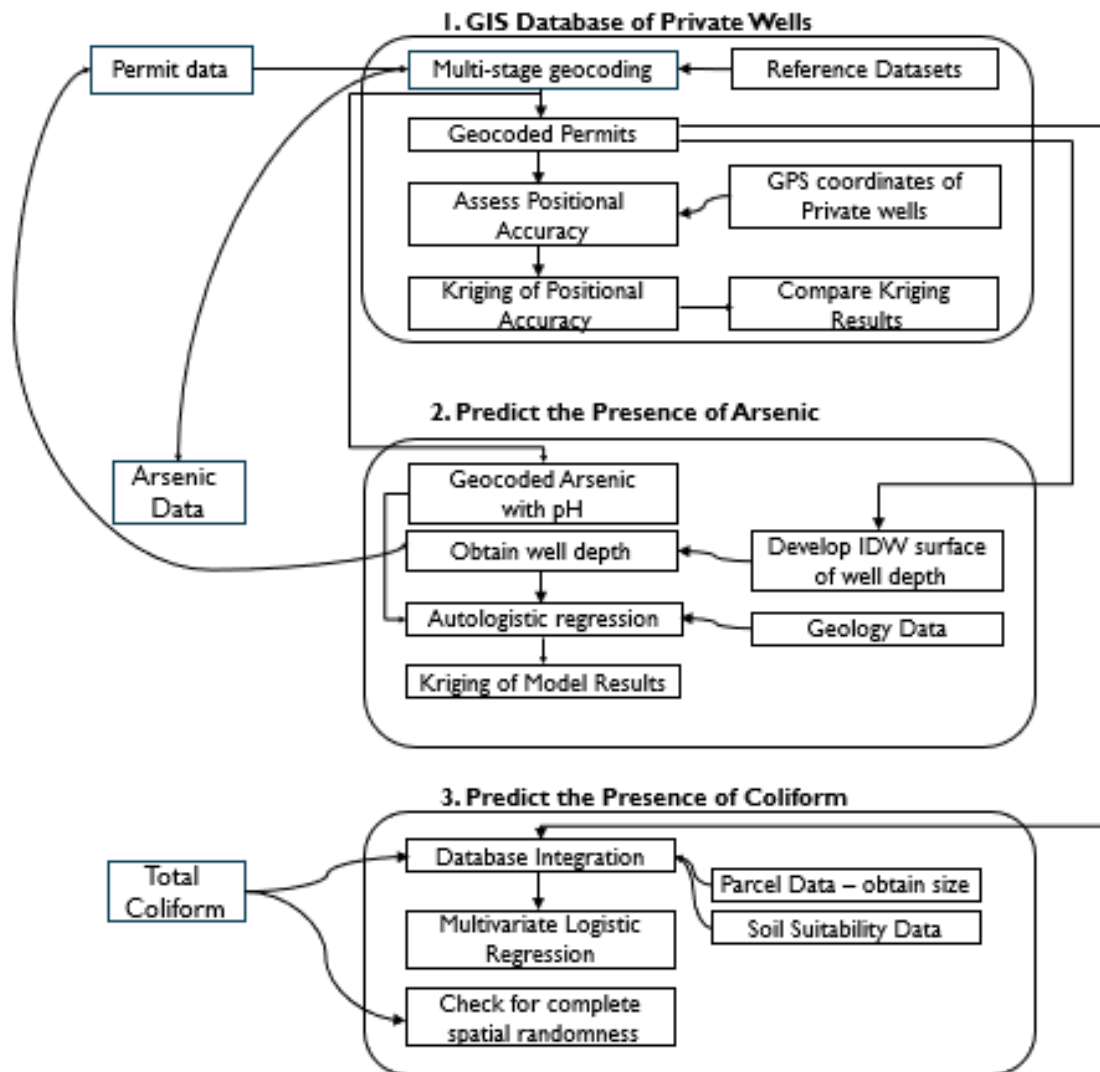 1. GIS Database of Private Wells
Permit data
Multi-stage geocoding
Reference Datasets
Geocoded Permits
GPS coordinates of
Private wells
Assess Positional
Accuracy
Kriging of Positional
Accuracy
Compare Kriging
Results
2. Predict the Presence of Arsenic
Arsenic
Data
Geocoded Arsenic
with pH
Obtain well depth
Develop IDW surface
of well depth
Autologistic regression
Geology Data
Kriging of Model Results
3. Predict the Presence of Coliform
Total
Coliform
Database Integration
Parcel Data – obtain size
Multivariate Logistic
Regression
Soil Suitability Data
Check for complete
spatial randomness